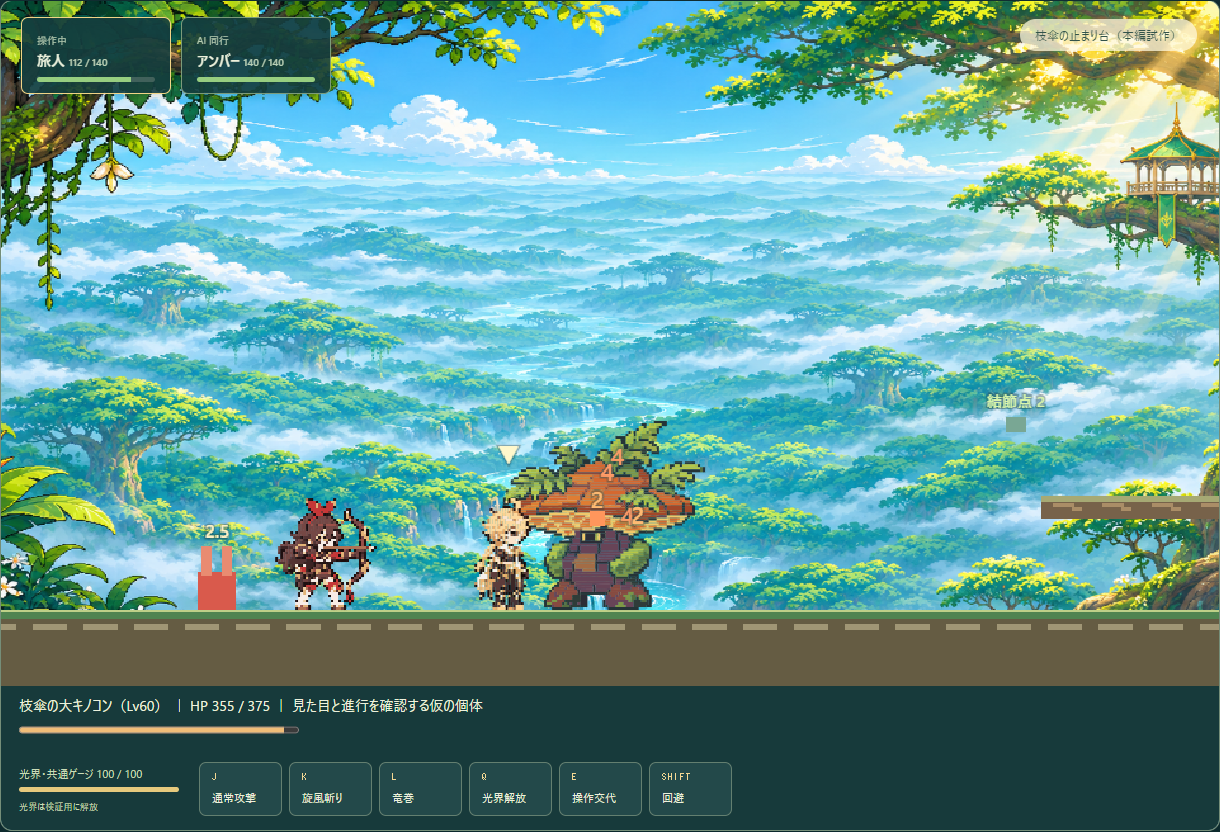 操作中
旅人 112 / 140
AI 同行
アンバー 140 / 140
枝傘の止まり台（本編試作）
結節点 2
4
4
2
42
2.5
枝傘の大キノコン（Lv60） | HP 355 / 375 | 見た目と進行を確認する仮の個体
光界・共通ゲージ 100 / 100
光界は検証用に解放
J
通常攻撃
K
旋風斬り
L
竜巻
Q
光界解放
E
操作交代
SHIFT
回避